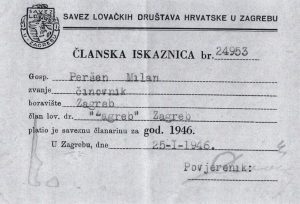 SAVEZ LOVAČKIH DRUŠTAVA HRVATSKE U ZAGREBU
ČLANSKA ISKAZNICA br. 24953
Gosp. Peršen Milan
zvanje činovnik
boravište Zagreb
član lov. dr. "Zagreb" Zagreb
platio je saveznu članarinu za god. 1946.
U Zagrebu, dne 25-I-1946.
Povjerenik: